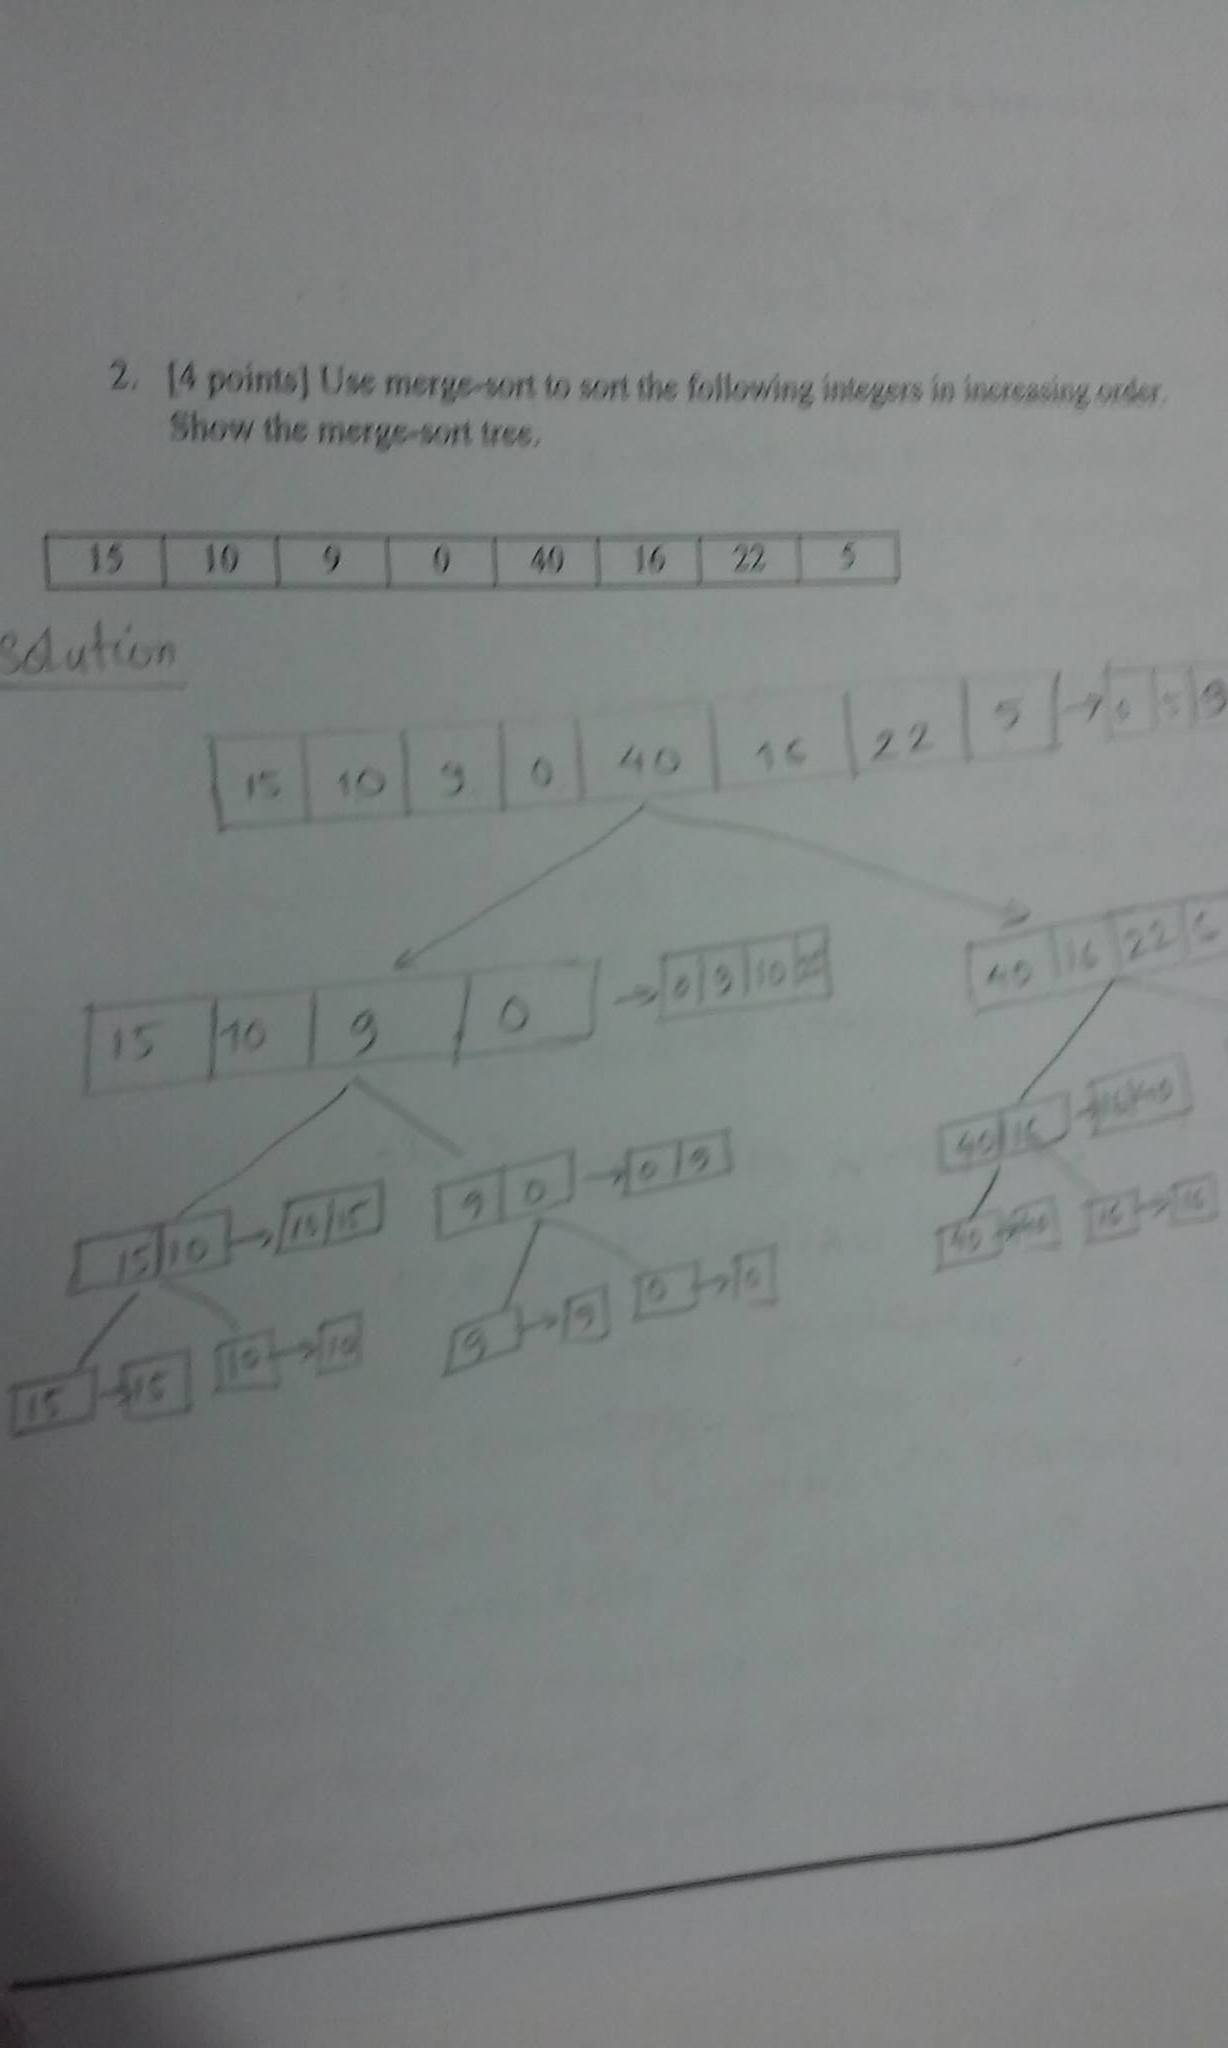 2. [4 points] Use merge-sort to sort the following integers in increasing order.
Show the merge-sort tree.
15 10 9 0 40 16 22 5
Solution
15 10 9 0 40 16 22 5 → 0 5 9
15 10 9 0 → 0 9 10
40 16 22
15 10 → 10 15
9 0 → 0 9
40 16 → 16 40
15 → 15
10 → 10
9 → 9
0 → 0
40 → 40
16 → 16